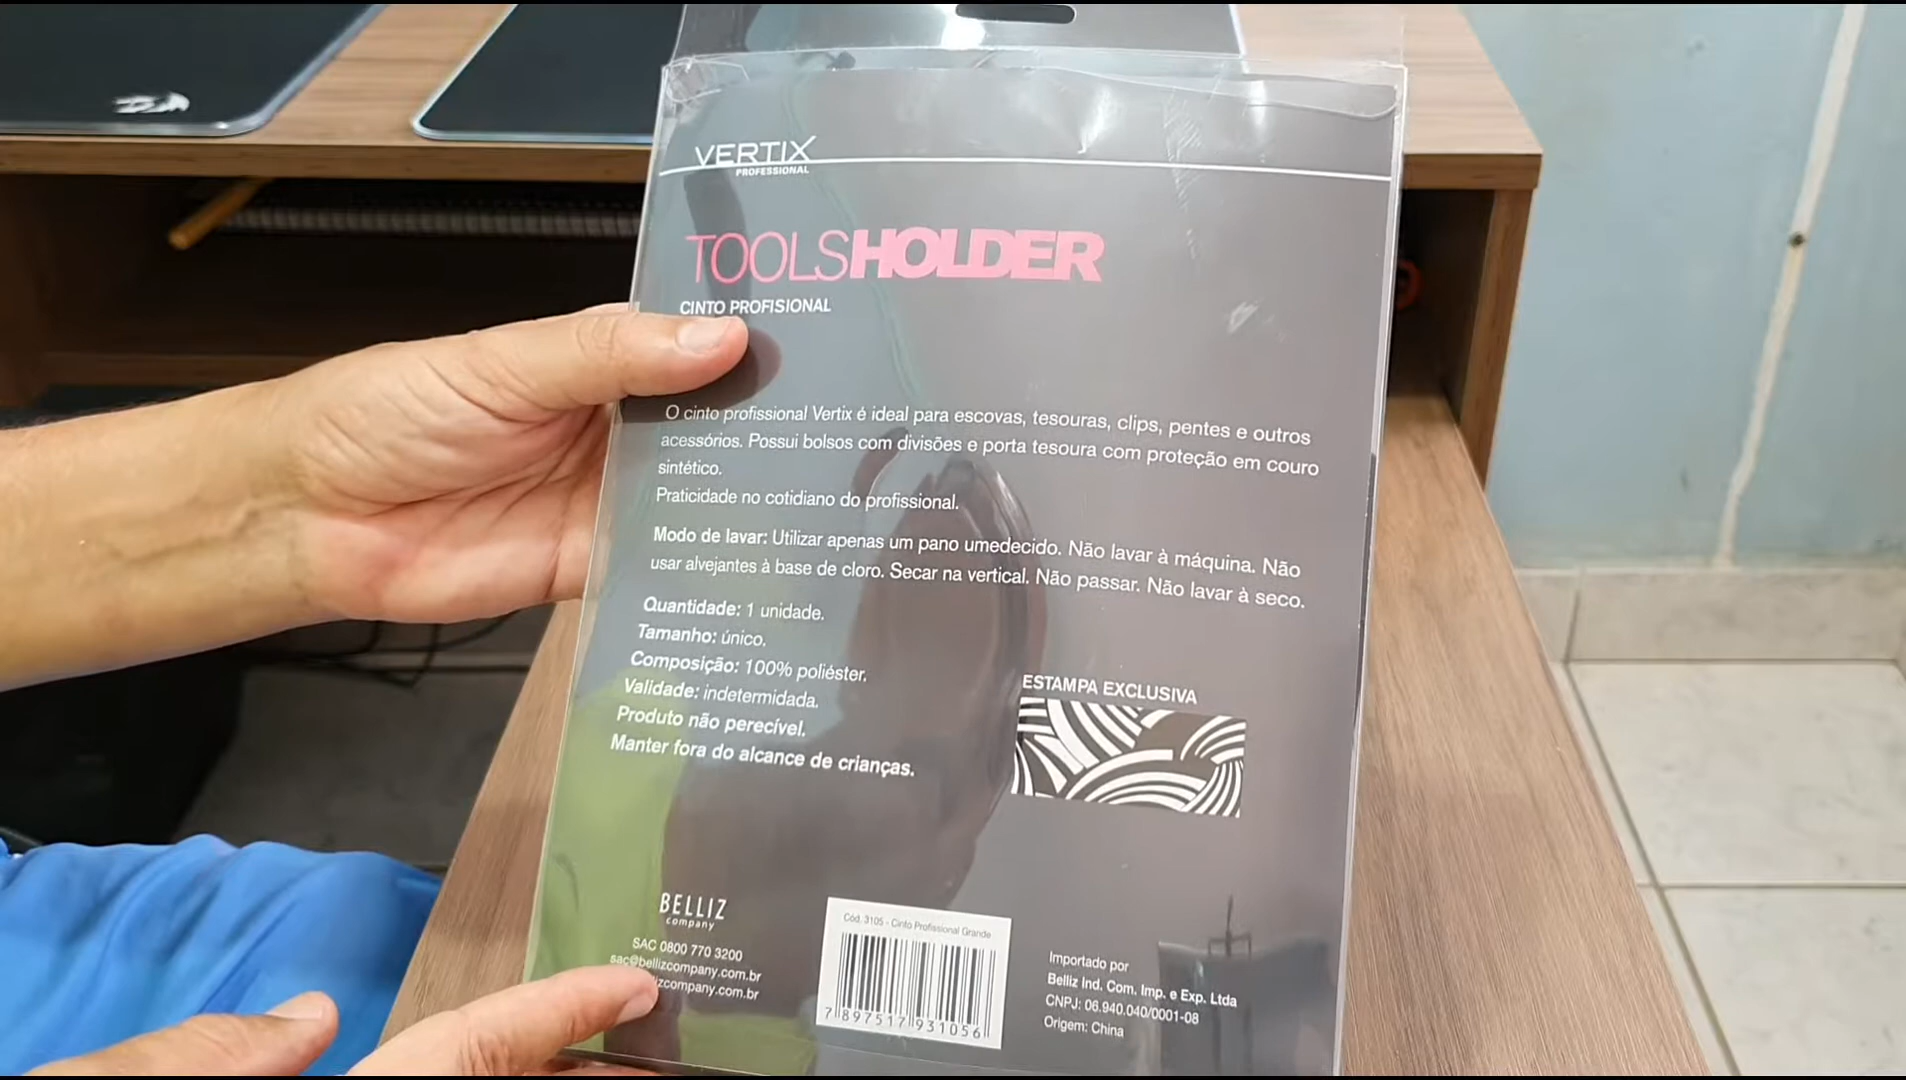 VERTIX
PROFESSIONAL
TOOLSHOLDER
CINTO PROFISIONAL
O cinto profissional Vertix é ideal para escovas, tesouras, clips, pentes e outros
acessórios. Possui bolsos com divisões e porta tesoura com proteção em couro
sintético.
Praticidade no cotidiano do profissional.
Modo de lavar: Utilizar apenas um pano umedecido. Não lavar à máquina. Não
usar alvejantes à base de cloro. Secar na vertical. Não passar. Não lavar à seco.
Quantidade: 1 unidade.
Tamanho: único.
Composição: 100% poliéster.
Validade: indetermidada.
Produto não perecível.
Manter fora do alcance de crianças.
ESTAMPA EXCLUSIVA
BELLIZ
company
SAC 0800 770 3200
sac@bellizcompany.com.br
izcompany.com.br
Cód. 3105 - Cinto Profissional Grande
7 897517 931056
Importado por
Belliz Ind. Com. Imp. e Exp. Ltda
CNPJ: 06.940.040/0001-08
Origem: China